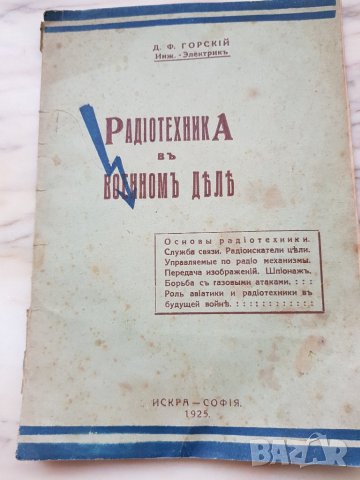 Д. Ф. ГОРСКІЙ
Инж.-Электрикъ
РАДІОТЕХНИКА
ВЪ
ВОЕННОМЪ ДѢЛѢ
Основы радіотехники.
Служба связи. Радіоискатели цѣли.
Управляемые по радіо механизмы.
Передача изображеній. Шпіонажъ.
Борьба съ газовыми атаками. : : :
Роль авіатики и радіотехники въ
будущей войнѣ. : : : : : : : : : : : :
ИСКРА — СОФІЯ.
1925.
BAZAR